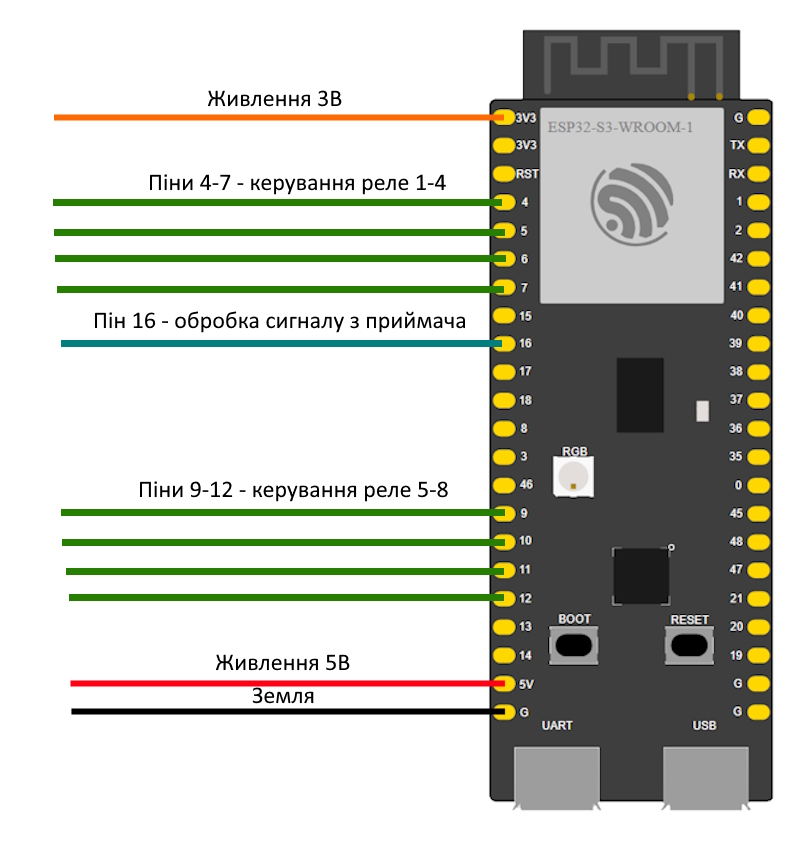 Живлення 3В
3V3
ESP32-S3-WROOM-1
G
3V3
TX
RST
RX
Піни 4-7 - керування реле 1-4
4
1
5
2
6
42
7
41
15
40
Пін 16 - обробка сигналу з приймача
16
39
17
38
18
37
8
36
3
RGB
35
46
0
Піни 9-12 - керування реле 5-8
9
45
10
48
11
47
12
21
BOOT
RESET
13
20
14
19
Живлення 5В
5V
G
Земля
G
G
UART
USB